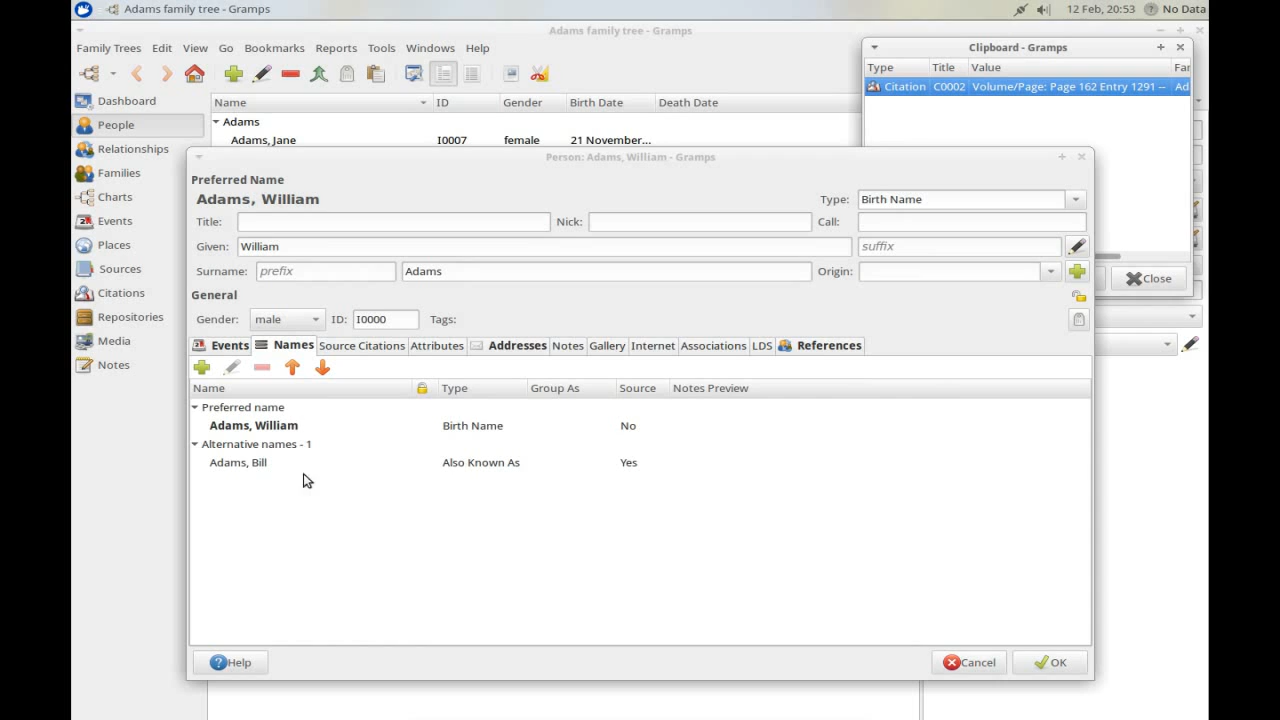 Adams family tree - Gramps
12 Feb, 20:53 ? No Data
Adams family tree - Gramps
Family Trees Edit View Go Bookmarks Reports Tools Windows Help
Clipboard - Gramps
Type Title Value
Citation C0002 Volume/Page: Page 162 Entry 1291 -- Ad
Close
Dashboard
People
Relationships
Families
Charts
Events
Places
Sources
Citations
Repositories
Media
Notes
Name ID Gender Birth Date Death Date
Adams
Adams, Jane I0007 female 21 November...
Person: Adams, William - Gramps
Preferred Name
Adams, William Type: Birth Name
Title: Nick: Call:
Given: William suffix
Surname: prefix Adams Origin:
General
Gender: male ID: I0000 Tags:
Events Names Source Citations Attributes Addresses Notes Gallery Internet Associations LDS References
Name Type Group As Source Notes Preview
Preferred name
Adams, William Birth Name No
Alternative names - 1
Adams, Bill Also Known As Yes
Help Cancel OK